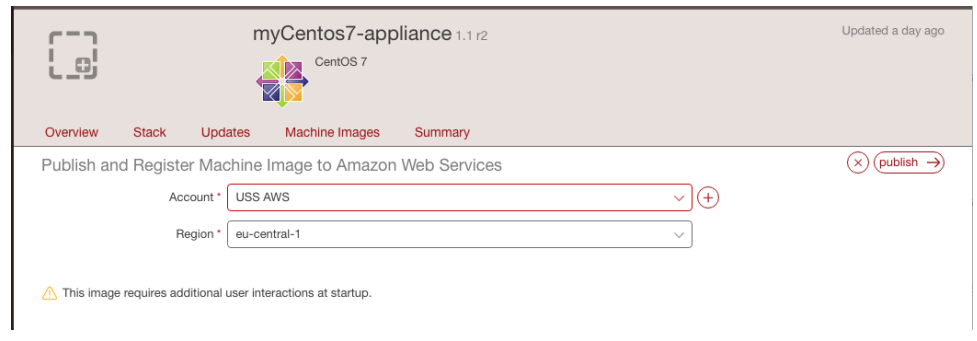 myCentos7-appliance 1.1 r2
Updated a day ago
CentOS 7
Overview Stack Updates Machine Images Summary
Publish and Register Machine Image to Amazon Web Services
publish
Account * USS AWS
Region * eu-central-1
This image requires additional user interactions at startup.